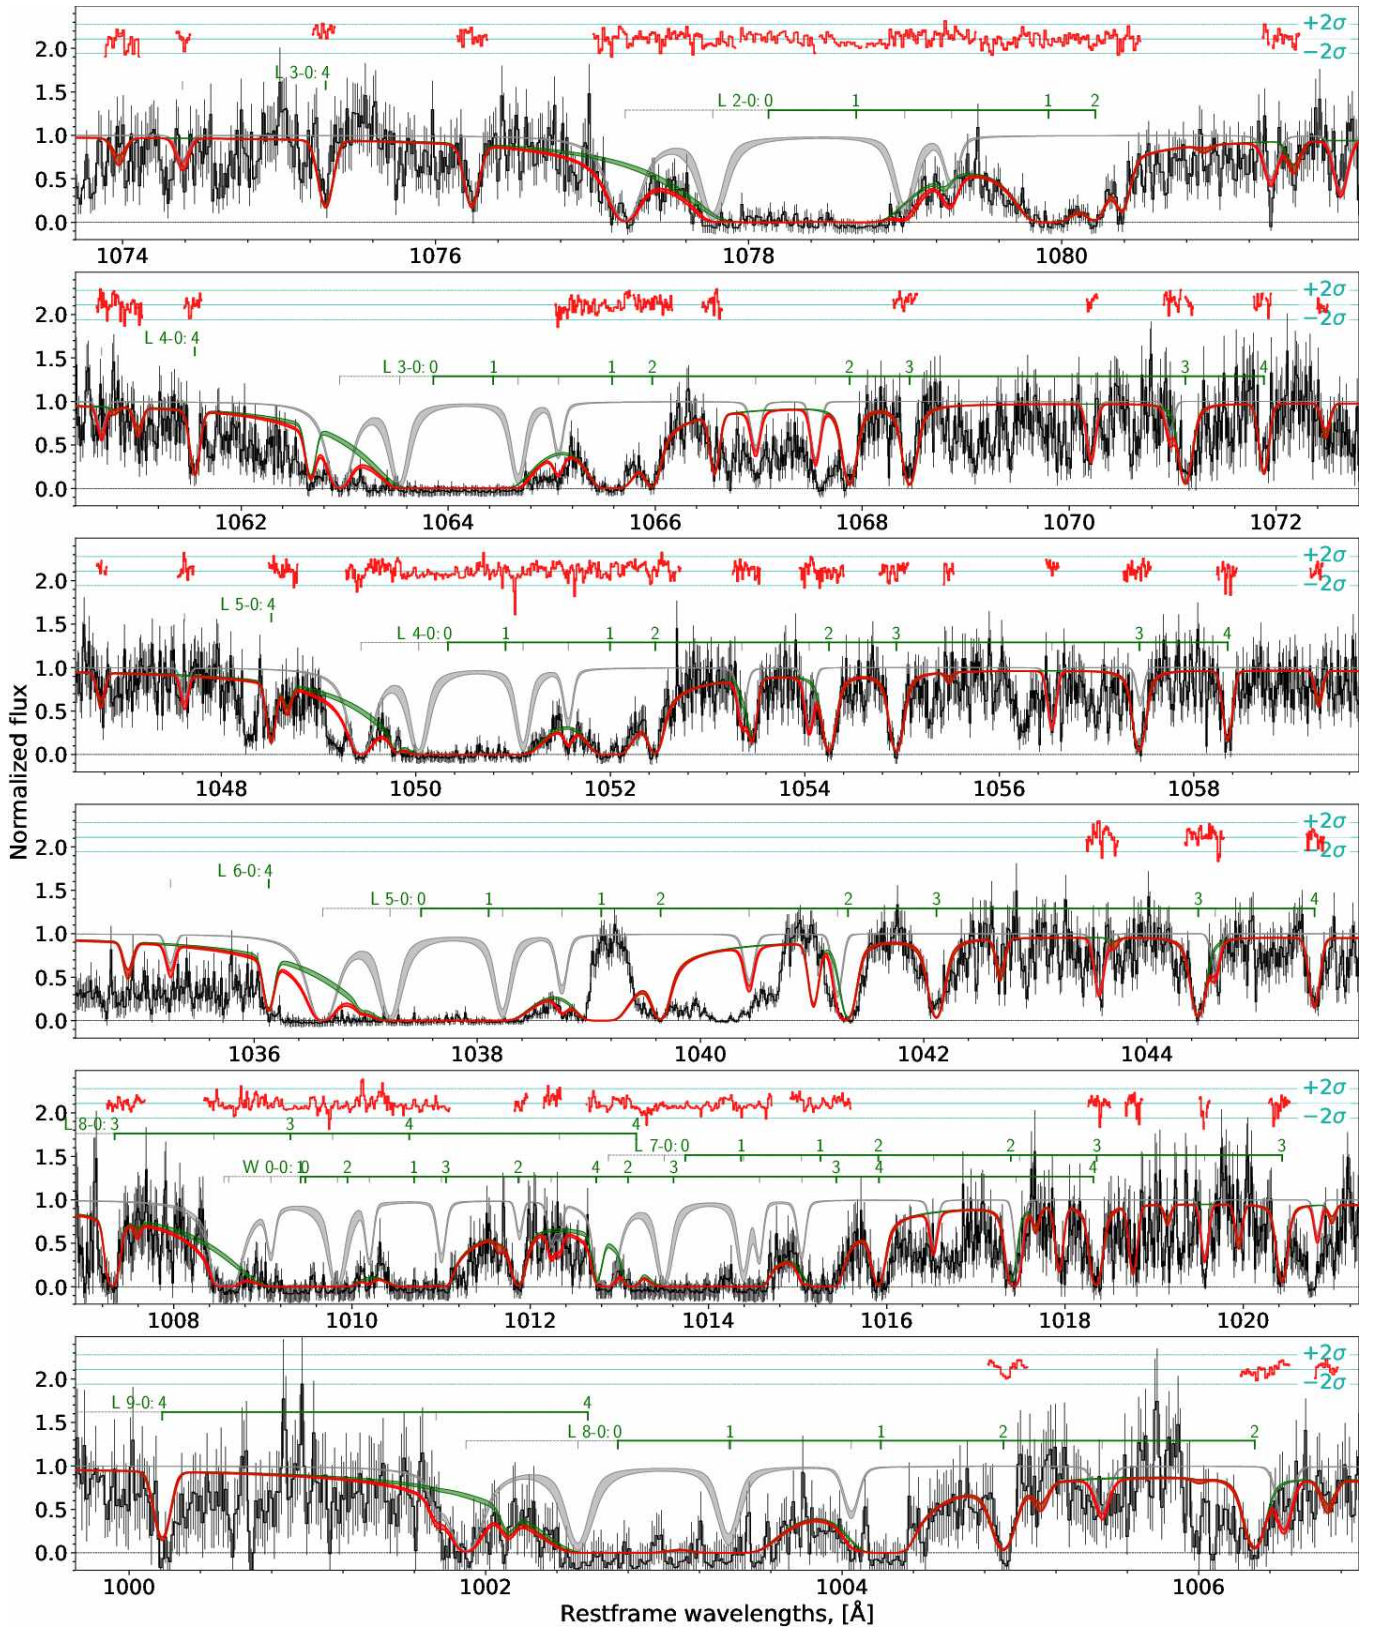 +2σ
2.0
−2σ
L 3-0: 4
1.5
L 2-0: 0 1 1 2
1.0
0.5
0.0
1074 1076 1078 1080
+2σ
2.0
−2σ
L 4-0: 4
1.5
L 3-0: 0 1 1 2 2 3 3 4
1.0
0.5
0.0
1062 1064 1066 1068 1070 1072
+2σ
2.0
−2σ
L 5-0: 4
1.5
L 4-0: 0 1 1 2 2 3 3 4
1.0
0.5
0.0
1048 1050 1052 1054 1056 1058
Normalized flux
+2σ
2.0
−2σ
L 6-0: 4
1.5
L 5-0: 0 1 1 2 2 3 3 4
1.0
0.5
0.0
1036 1038 1040 1042 1044
+2σ
2.0
−2σ
L 8-0: 3 3 4 4
L 7-0: 0 1 1 2 2 3 3
1.5
W 0-0: 1 0 2 1 3 2 4 2 3 3 4 4
1.0
0.5
0.0
1008 1010 1012 1014 1016 1018 1020
+2σ
2.0
−2σ
L 9-0: 4 4
1.5
L 8-0: 0 1 1 2 2
1.0
0.5
0.0
1000 1002 1004 1006
Restframe wavelengths, [Å]